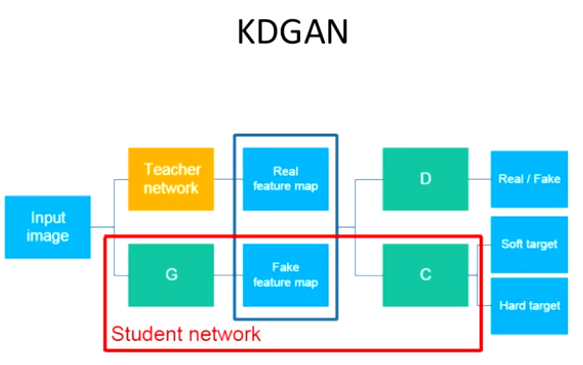 KDGAN
Input
image
Teacher
network
G
Real
feature map
Fake
feature map
D
C
Real / Fake
Soft target
Hard target
Student network